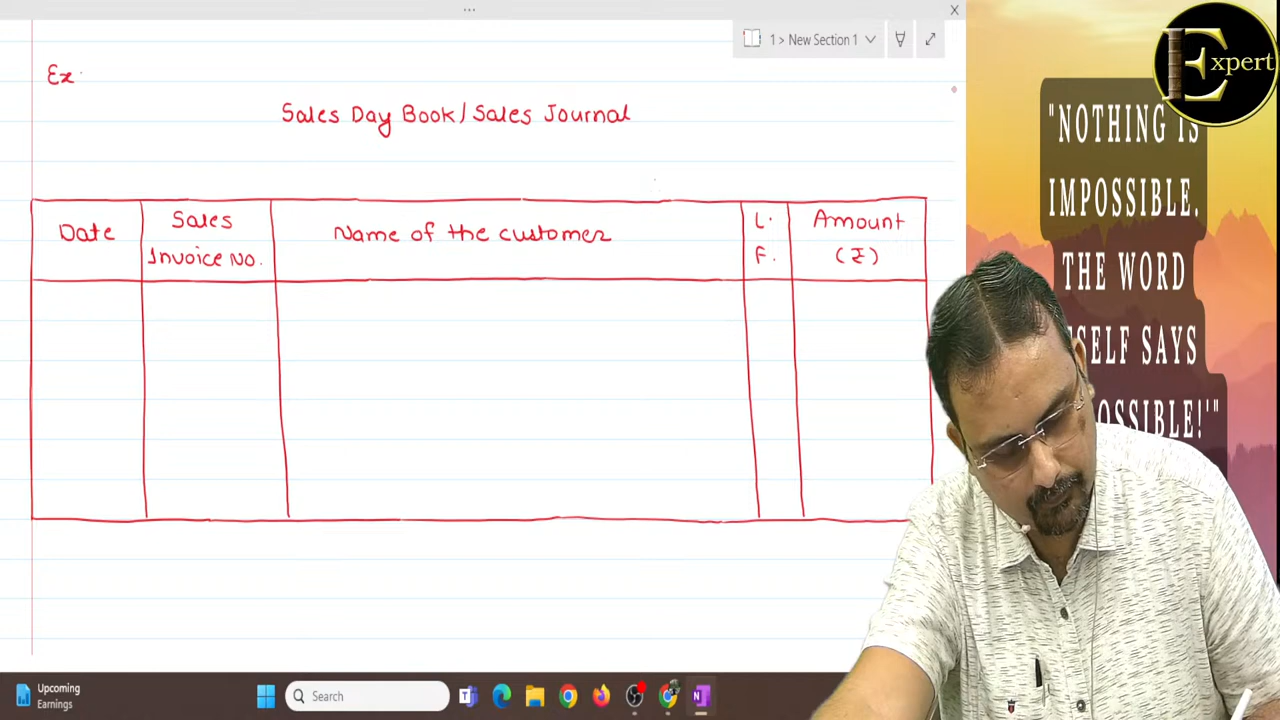 ...
1 > New Section 1
Expert
Ex
Sales Day Book/Sales Journal
"NOTHING IS
IMPOSSIBLE.
THE WORD
SELF SAYS
POSSIBLE!'"
Date
Sales
Invoice No.
Name of the customer
L.
F.
Amount
(₹)
Upcoming
Earnings
Search